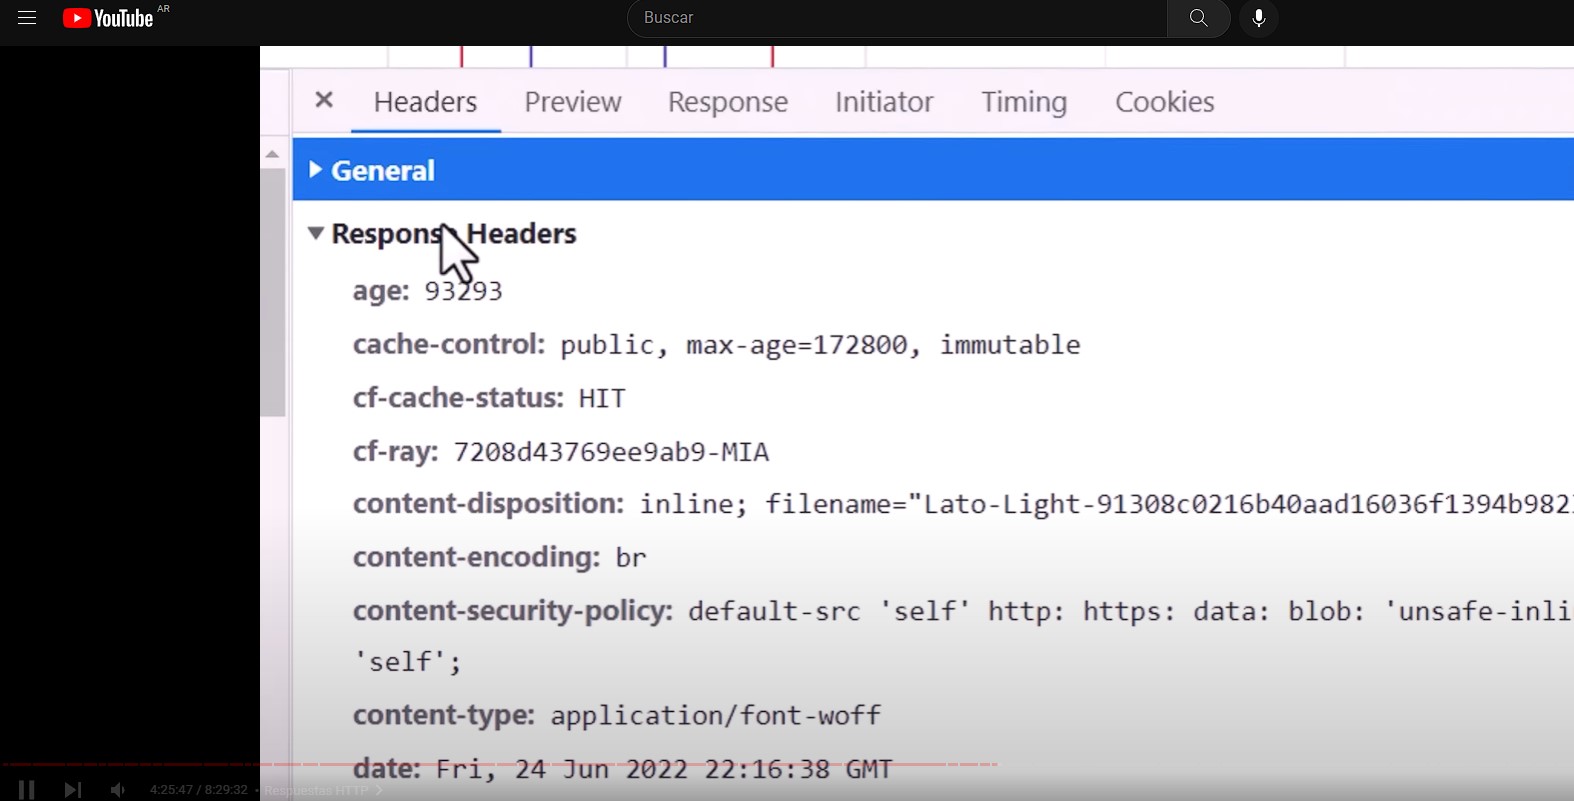 YouTube AR
Buscar
Headers Preview Response Initiator Timing Cookies
General
Response Headers
age: 93293
cache-control: public, max-age=172800, immutable
cf-cache-status: HIT
cf-ray: 7208d43769ee9ab9-MIA
content-disposition: inline; filename="Lato-Light-91308c0216b40aad16036f1394b982
content-encoding: br
content-security-policy: default-src 'self' http: https: data: blob: 'unsafe-inli
'self';
content-type: application/font-woff
date: Fri, 24 Jun 2022 22:16:38 GMT
4:25:47 / 8:29:32 • Respuestas HTTP >